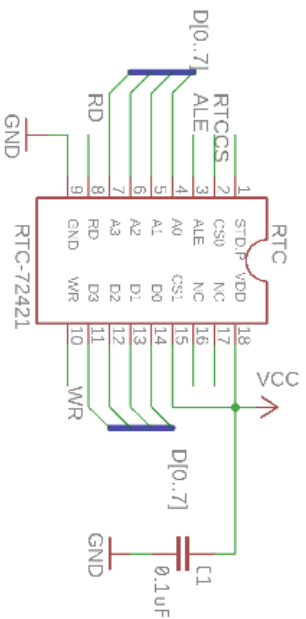 D[0..7]
RTCCS
ALE
RD
GND
RTC
1 STD.P VDD 18
2 CS0 NC 17
3 ALE NC 16
4 A0 CS1 15
5 A1 D0 14
6 A2 D1 13
7 A3 D2 12
8 RD D3 11
9 GND WR 10
RTC-72421
WR
VCC
D[0..7]
C1
0.1uF
GND